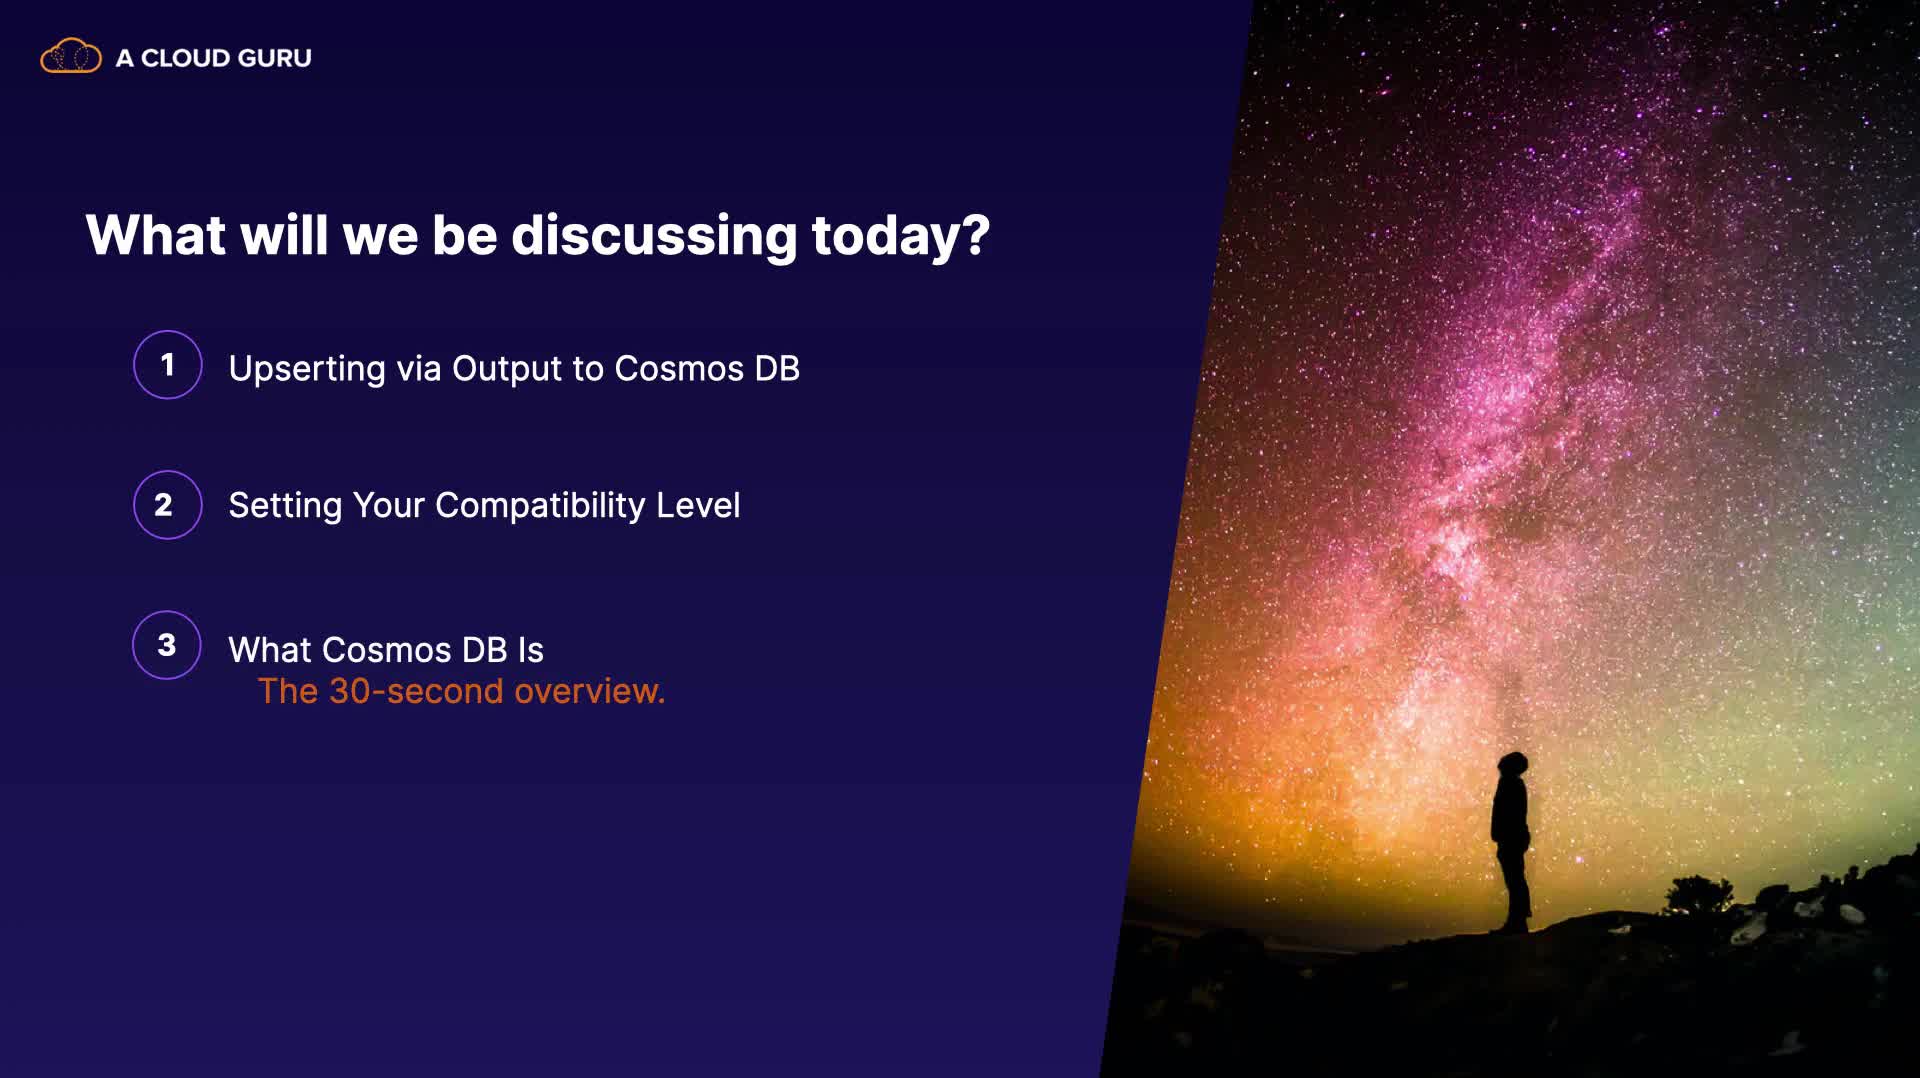 A CLOUD GURU
What will we be discussing today?
1
Upserting via Output to Cosmos DB
2
Setting Your Compatibility Level
3
What Cosmos DB Is
The 30-second overview.